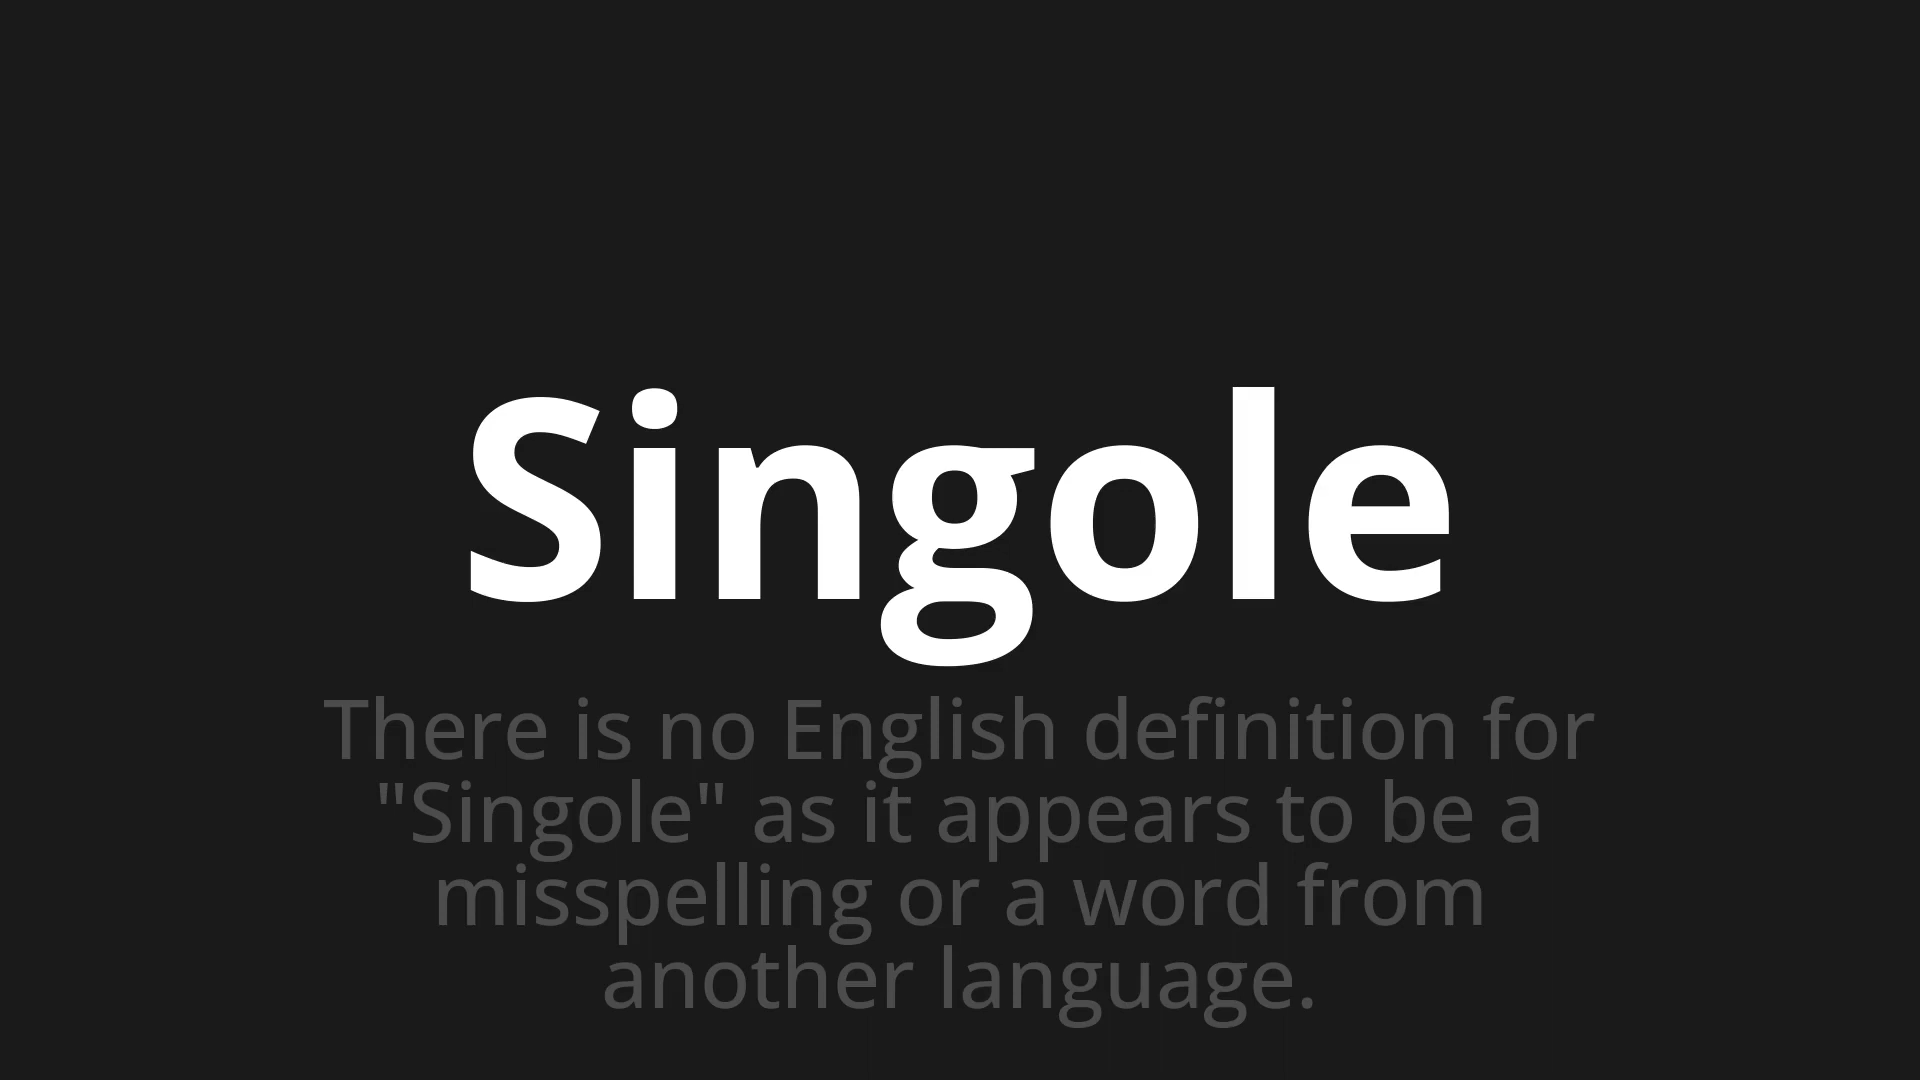 Singole
There is no English definition for
"Singole" as it appears to be a
misspelling or a word from
another language.